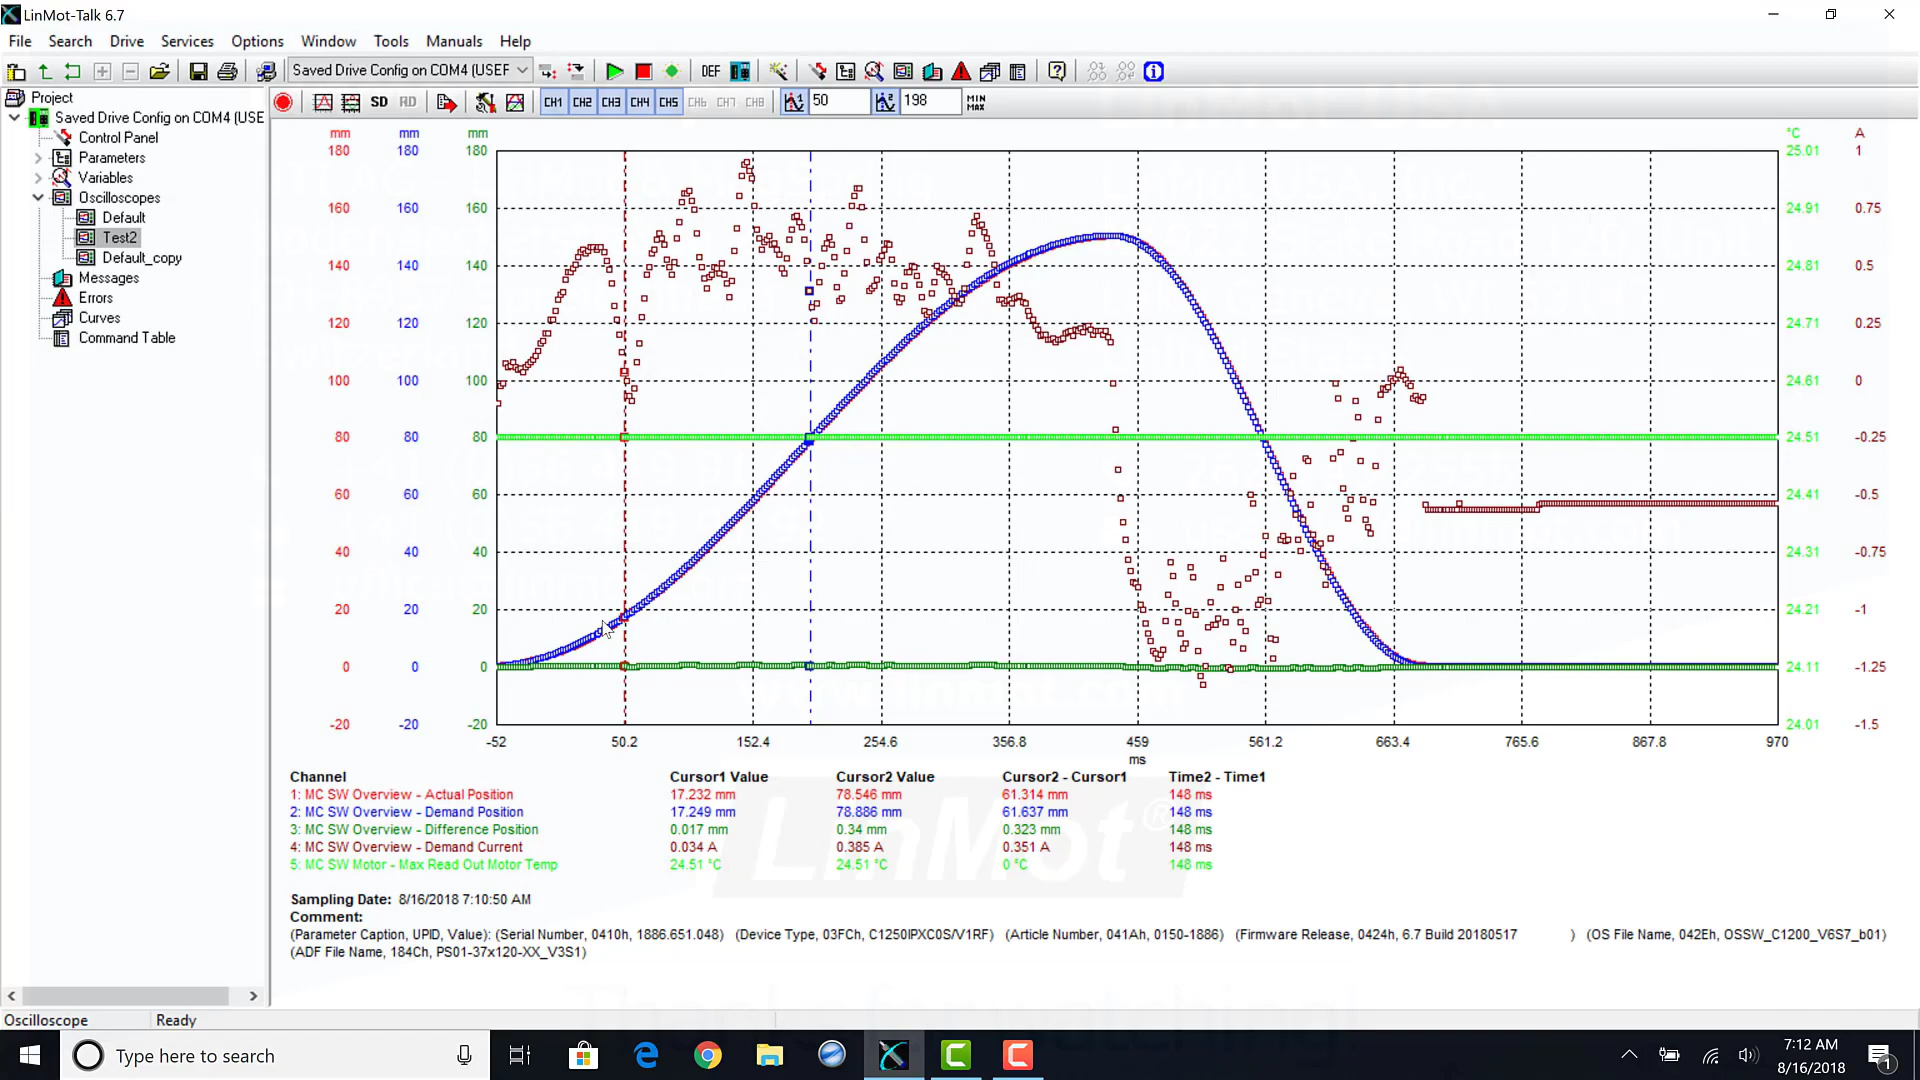 LinMot-Talk 6.7
File Search Drive Services Options Window Tools Manuals Help
Saved Drive Config on COM4 (USEF
DEF
SD RD CH1 CH2 CH3 CH4 CH5 CH6 CH7 CH8 1 50 2 198 MIN MAX
Project
Saved Drive Config on COM4 (USE
Control Panel
Parameters
Variables
Oscilloscopes
Default
Test2
Default_copy
Messages
Errors
Curves
Command Table
mm mm mm °C A
180 180 180 25.01 1
160 160 160 24.91 0.75
140 140 140 24.81 0.5
120 120 120 24.71 0.25
100 100 100 24.61 0
80 80 80 24.51 -0.25
60 60 60 24.41 -0.5
40 40 40 24.31 -0.75
20 20 20 24.21 -1
0 0 0 24.11 -1.25
-20 -20 -20 24.01 -1.5
-52 50.2 152.4 254.6 356.8 459 561.2 663.4 765.6 867.8 970
ms
www.linmot.com
Channel Cursor1 Value Cursor2 Value Cursor2 - Cursor1 Time2 - Time1
1: MC SW Overview - Actual Position 17.232 mm 78.546 mm 61.314 mm 148 ms
2: MC SW Overview - Demand Position 17.249 mm 78.886 mm 61.637 mm 148 ms
3: MC SW Overview - Difference Position 0.017 mm 0.34 mm 0.323 mm 148 ms
4: MC SW Overview - Demand Current 0.034 A 0.385 A 0.351 A 148 ms
5: MC SW Motor - Max Read Out Motor Temp 24.51 °C 24.51 °C 0 °C 148 ms
LinMot®
Sampling Date: 8/16/2018 7:10:50 AM
Comment:
(Parameter Caption, UPID, Value): (Serial Number, 0410h, 1886.651.048) (Device Type, 03FCh, C1250IPXC0S/V1RF) (Article Number, 041Ah, 0150-1886) (Firmware Release, 0424h, 6.7 Build 20180517 ) (OS File Name, 042Eh, OSSW_C1200_V6S7_b01)
(ADF File Name, 184Ch, PS01-37x120-XX_V3S1)
Thanks for watching!
Oscilloscope Ready
Type here to search
7:12 AM
8/16/2018
1